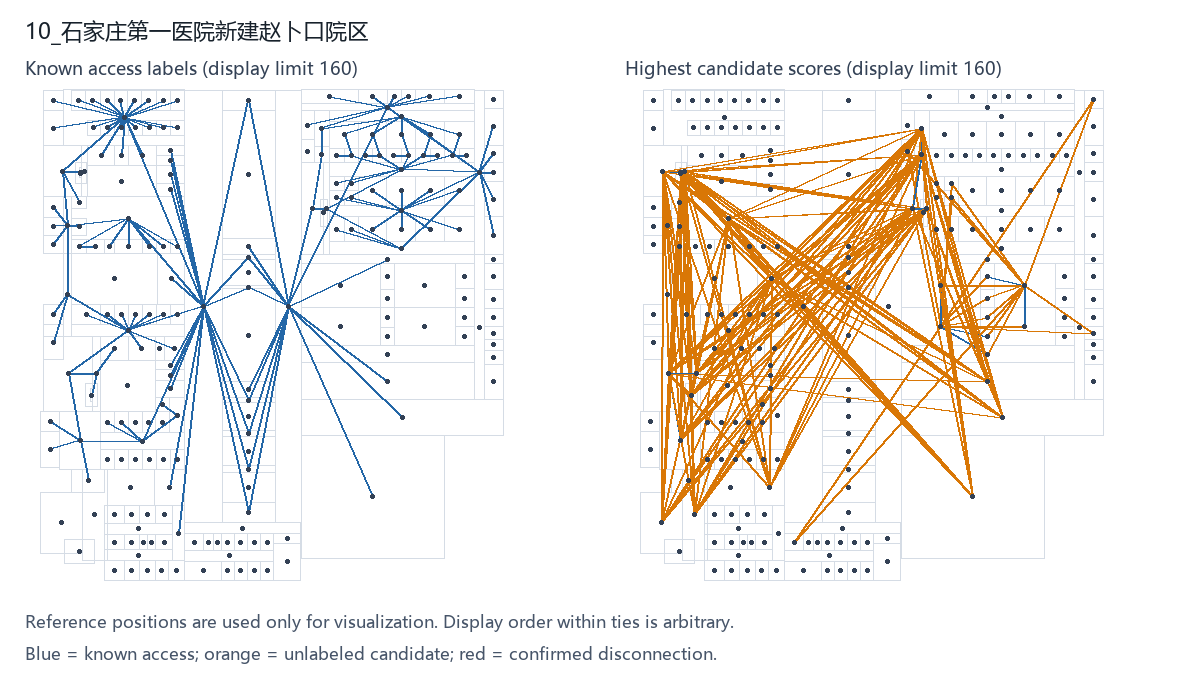 10_石家庄第一医院新建赵卜口院区
Known access labels (display limit 160)
Highest candidate scores (display limit 160)
Reference positions are used only for visualization. Display order within ties is arbitrary.
Blue = known access; orange = unlabeled candidate; red = confirmed disconnection.